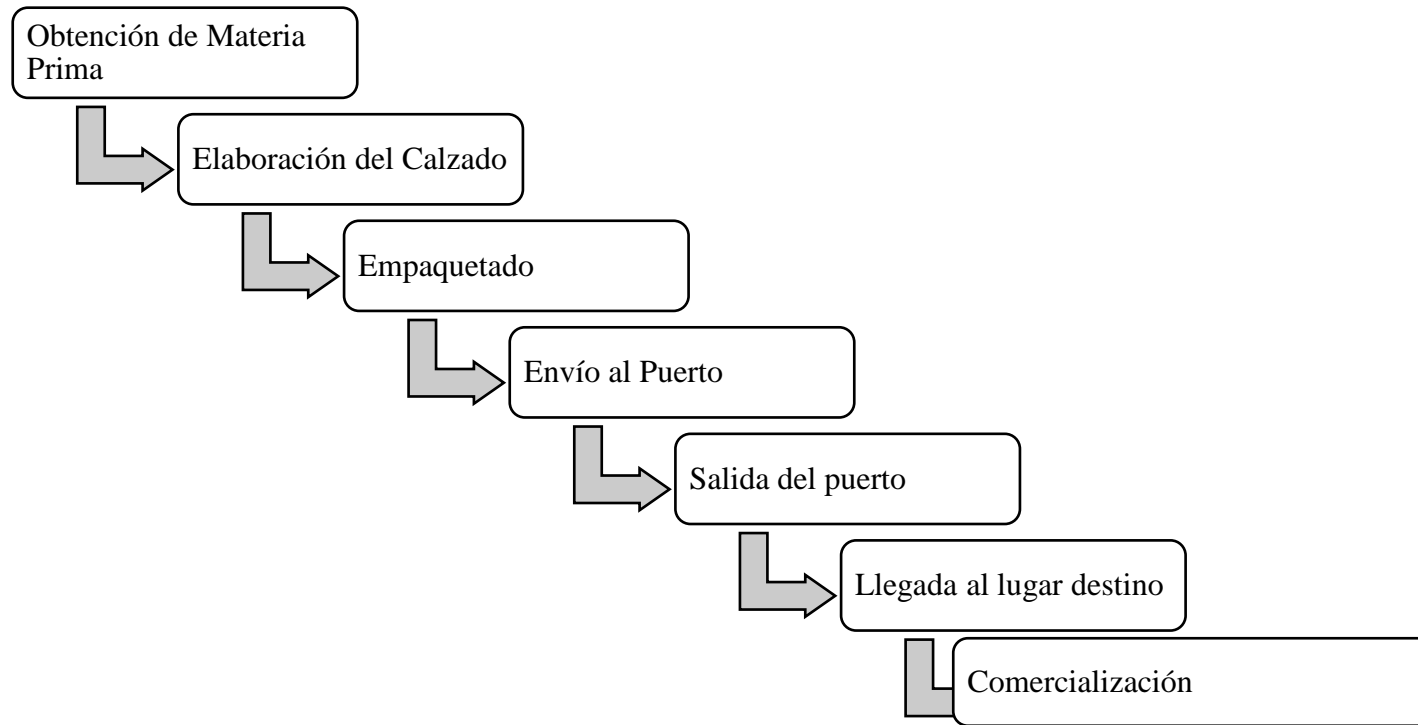 Obtención de Materia
Prima
Elaboración del Calzado
Empaquetado
Envío al Puerto
Salida del puerto
Llegada al lugar destino
Comercialización